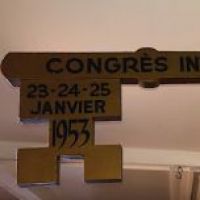 CONGRÈS IN
23-24-25
JANVIER
1953